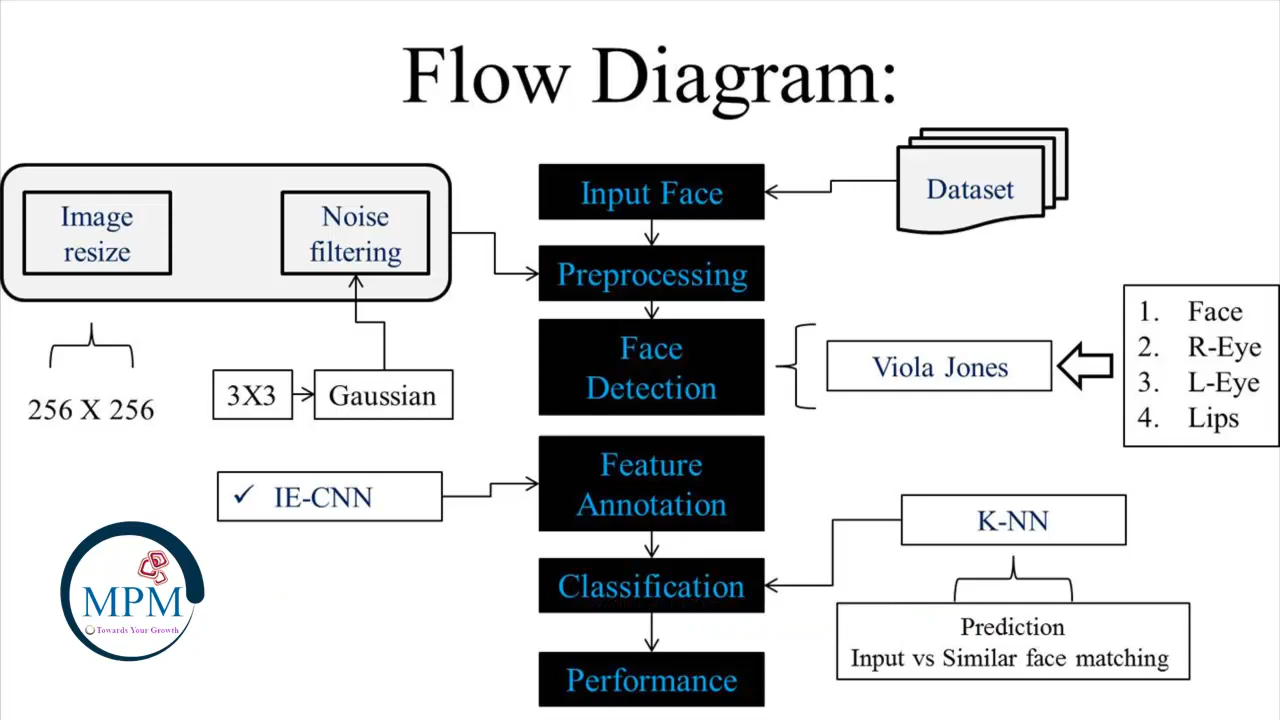 Flow Diagram:
Image
resize
Noise
filtering
Input Face
Dataset
Preprocessing
Face
Detection
Viola Jones
1. Face
2. R-Eye
3. L-Eye
4. Lips
256 X 256
3X3
Gaussian
Feature
Annotation
✓ IE-CNN
K-NN
Classification
Prediction
Input vs Similar face matching
Performance
MPM
Towards Your Growth